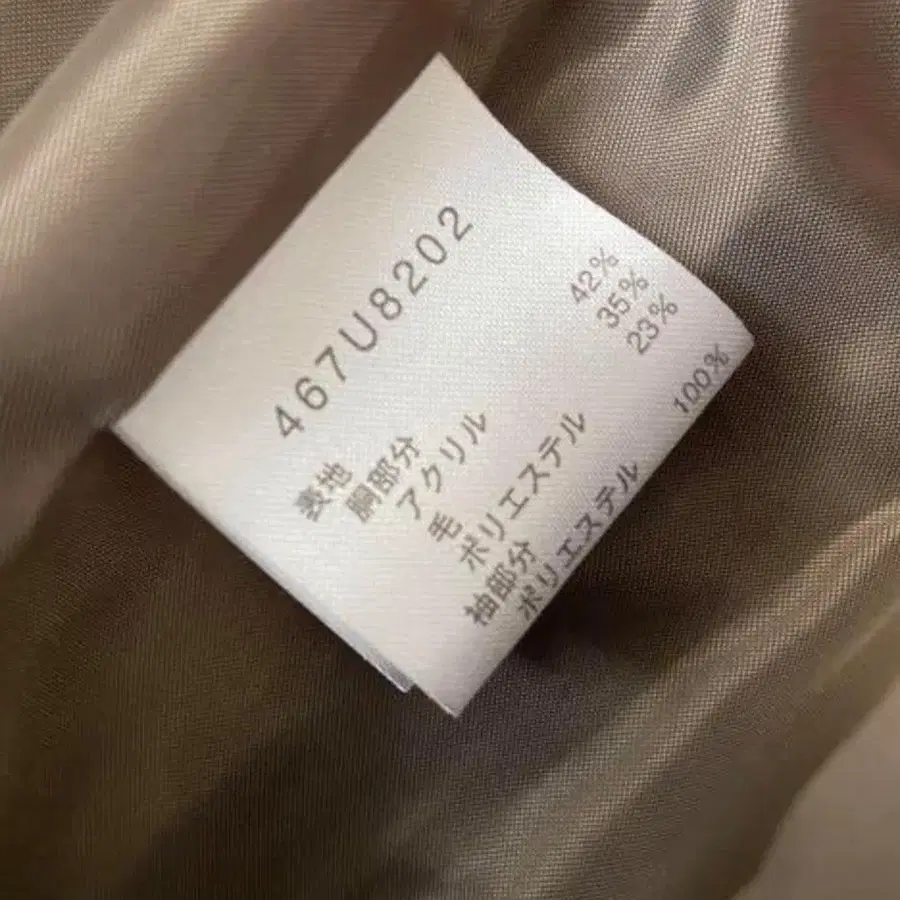 467U8202
表地
胴部分
アクリル 42%
毛 35%
ポリエステル 23%
袖部分
ポリエステル 100%